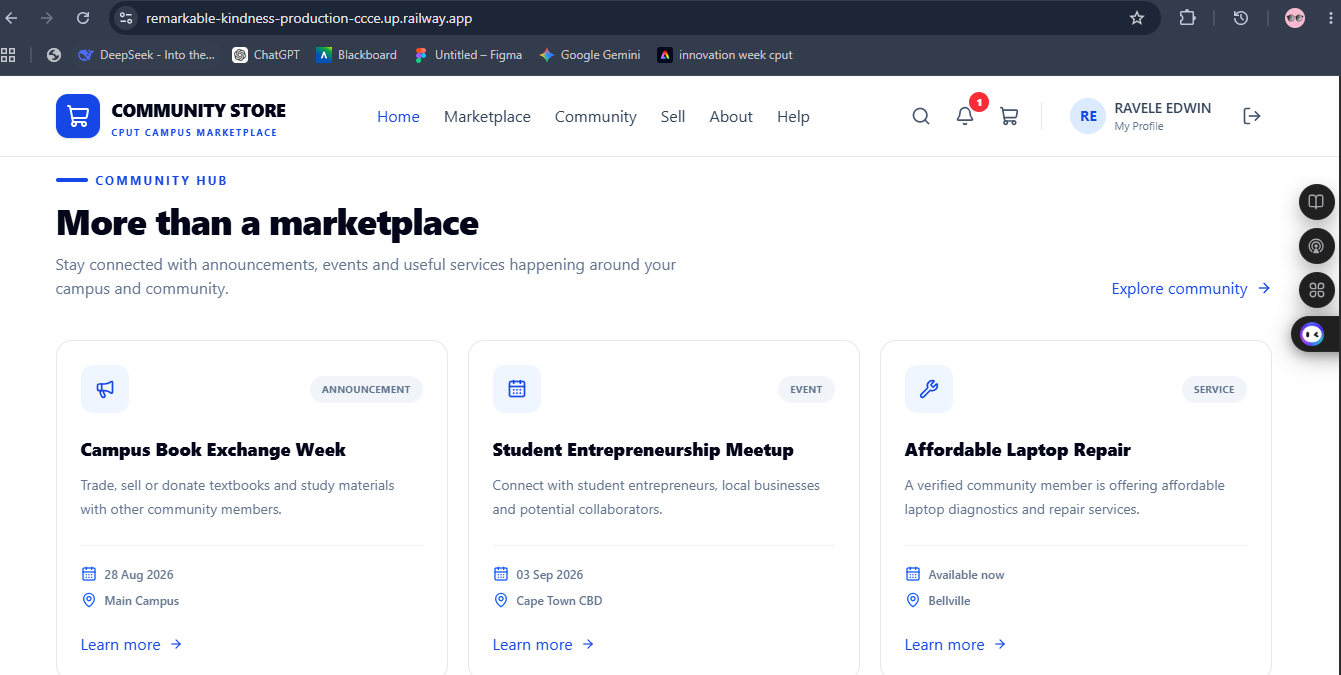 remarkable-kindness-production-ccce.up.railway.app
DeepSeek - Into the... ChatGPT Blackboard Untitled – Figma Google Gemini innovation week cput
COMMUNITY STORE
CPUT CAMPUS MARKETPLACE
Home Marketplace Community Sell About Help
1
RE
RAVELE EDWIN
My Profile
COMMUNITY HUB
More than a marketplace
Stay connected with announcements, events and useful services happening around your
campus and community.
Explore community
ANNOUNCEMENT
Campus Book Exchange Week
Trade, sell or donate textbooks and study materials
with other community members.
28 Aug 2026
Main Campus
Learn more
EVENT
Student Entrepreneurship Meetup
Connect with student entrepreneurs, local businesses
and potential collaborators.
03 Sep 2026
Cape Town CBD
Learn more
SERVICE
Affordable Laptop Repair
A verified community member is offering affordable
laptop diagnostics and repair services.
Available now
Bellville
Learn more